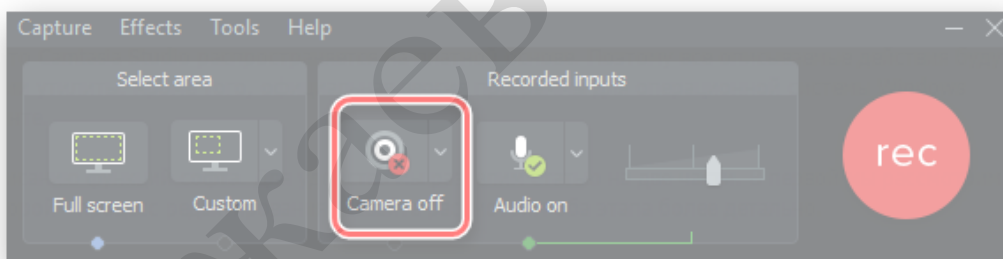 Capture Effects Tools Help
Select area
Recorded inputs
rec
Full screen
Custom
Camera off
Audio on